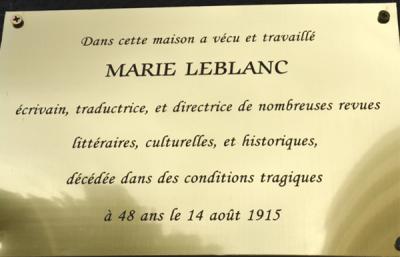 Dans cette maison a vécu et travaillé
MARIE LEBLANC
écrivain, traductrice, et directrice de nombreuses revues
littéraires, culturelles, et historiques,
décédée dans des conditions tragiques
à 48 ans le 14 août 1915